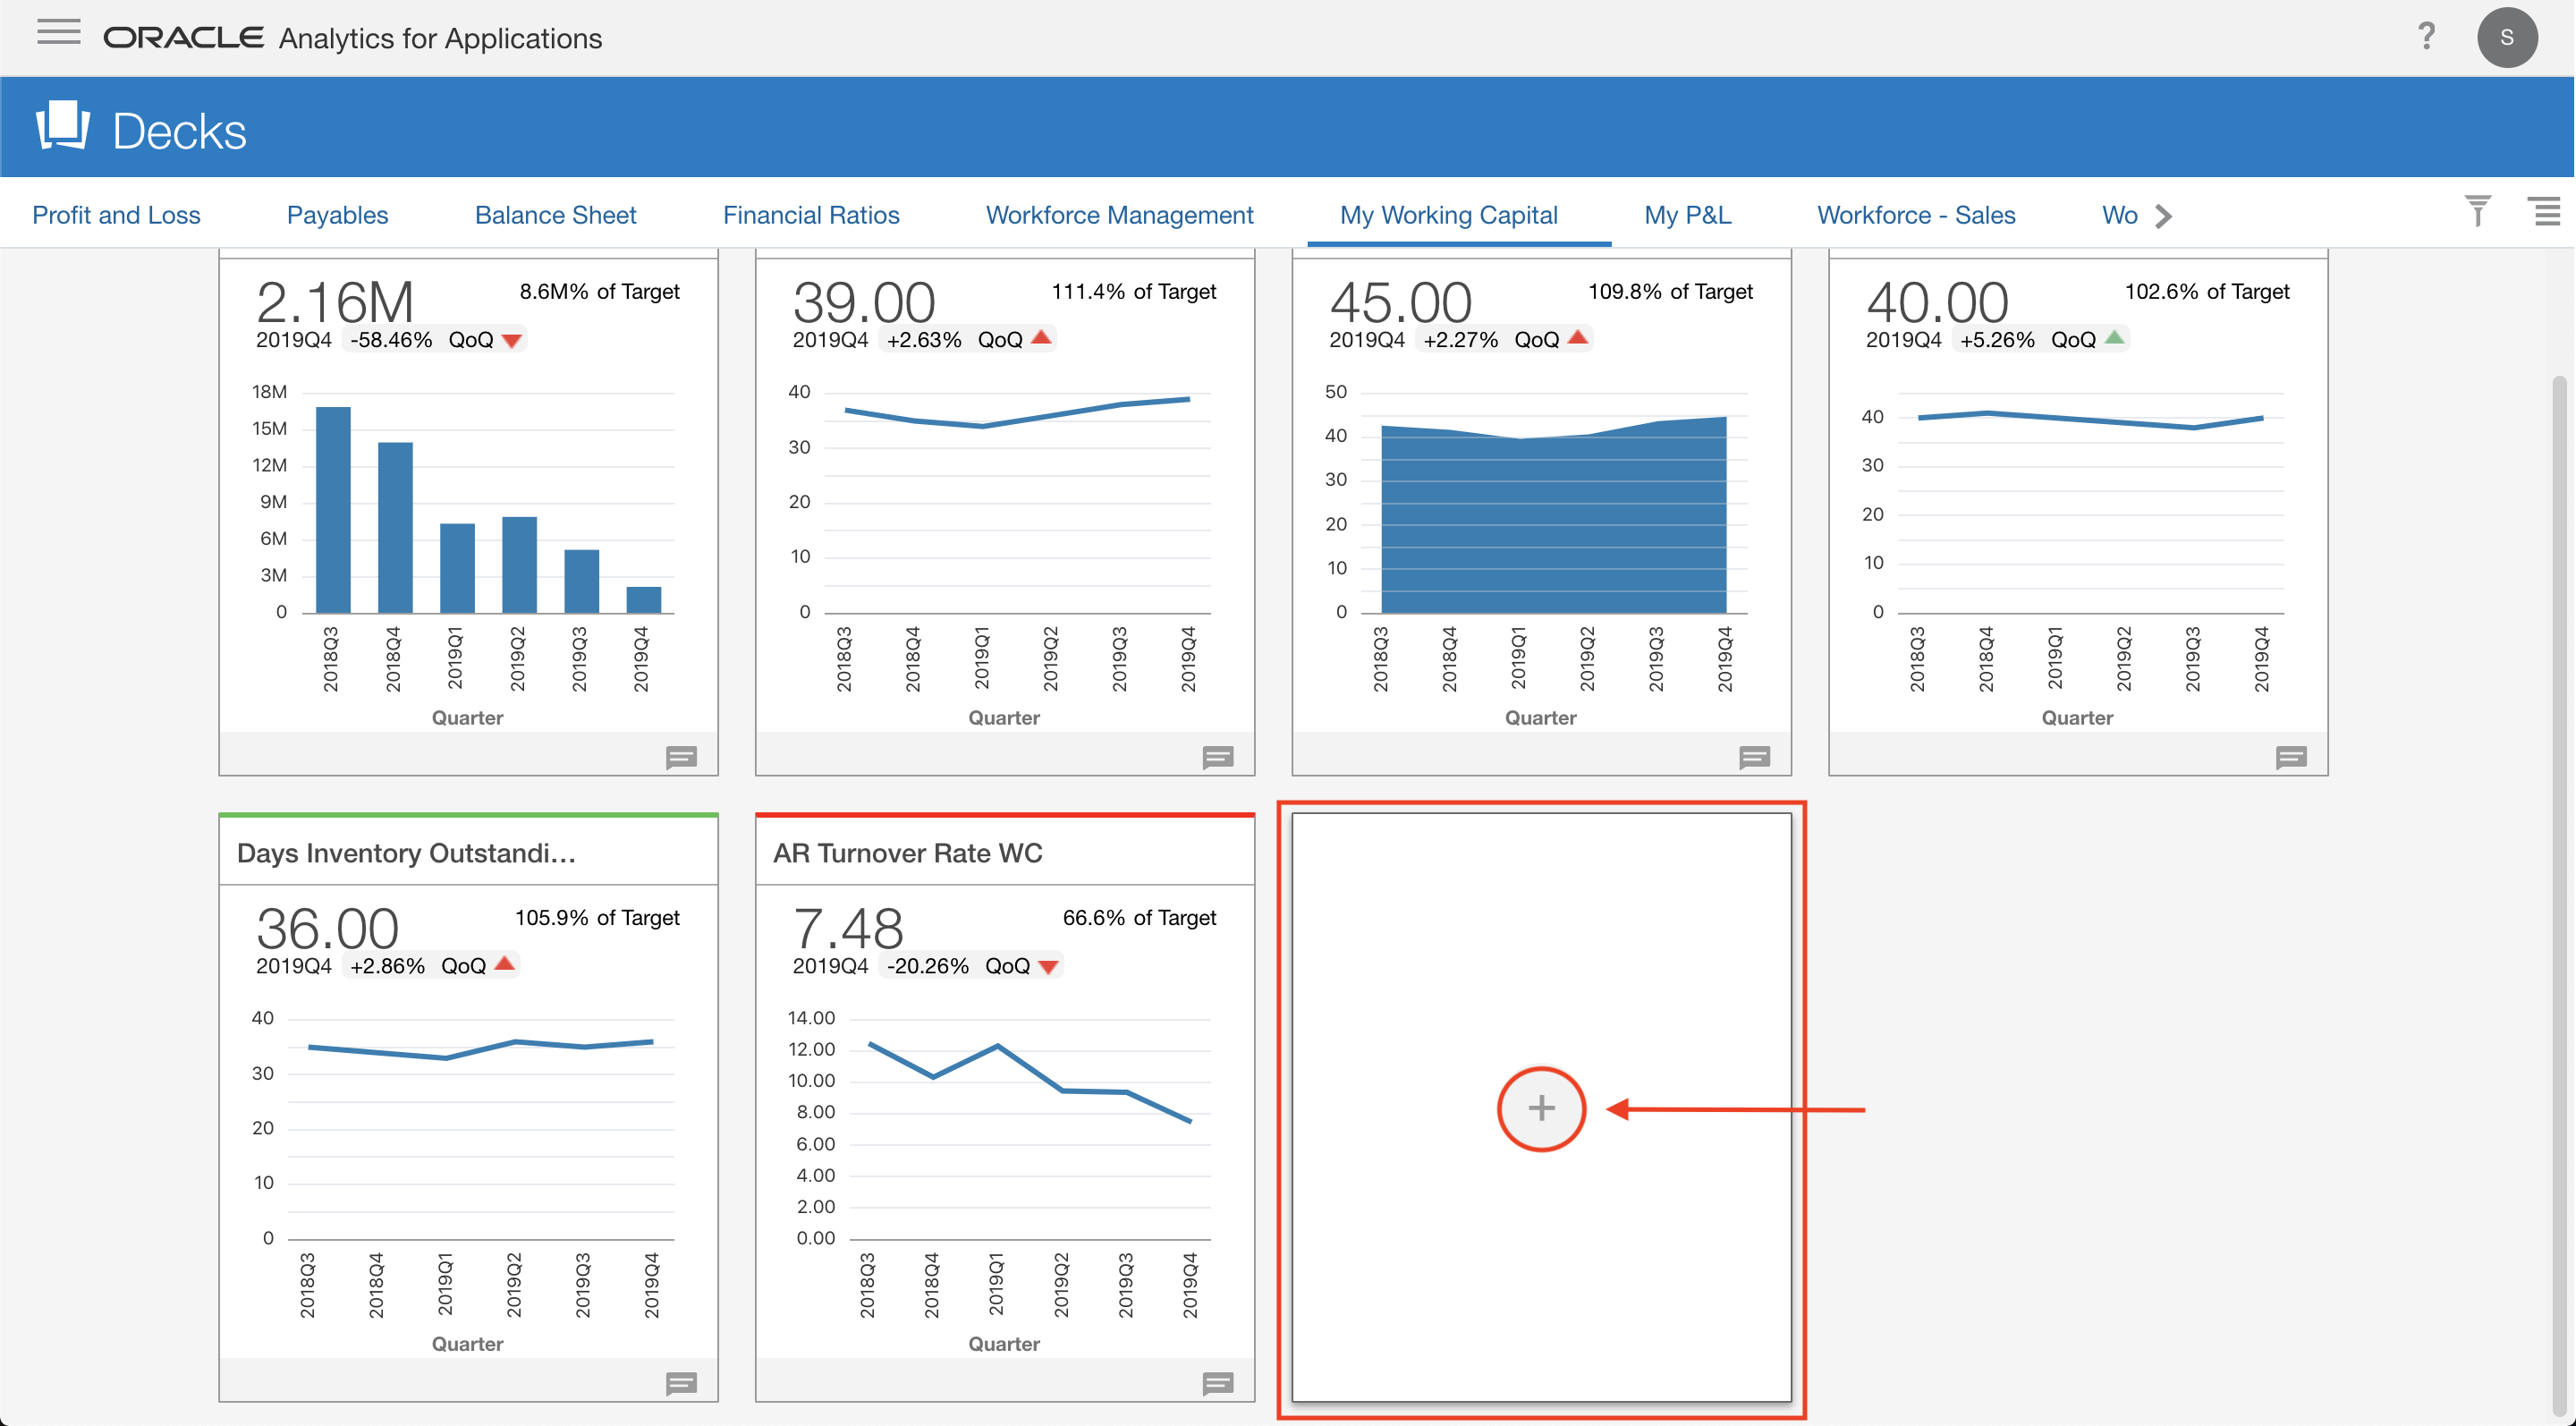 ORACLE Analytics for Applications
?
S
Decks
Profit and Loss
Payables
Balance Sheet
Financial Ratios
Workforce Management
My Working Capital
My P&L
Workforce - Sales
Wo
2.16M
8.6M% of Target
2019Q4 -58.46% QoQ
18M
15M
12M
9M
6M
3M
0
2018Q3
2018Q4
2019Q1
2019Q2
2019Q3
2019Q4
Quarter
39.00
111.4% of Target
2019Q4 +2.63% QoQ
40
30
20
10
0
2018Q3
2018Q4
2019Q1
2019Q2
2019Q3
2019Q4
Quarter
45.00
109.8% of Target
2019Q4 +2.27% QoQ
50
40
30
20
10
0
2018Q3
2018Q4
2019Q1
2019Q2
2019Q3
2019Q4
Quarter
40.00
102.6% of Target
2019Q4 +5.26% QoQ
40
30
20
10
0
2018Q3
2018Q4
2019Q1
2019Q2
2019Q3
2019Q4
Quarter
Days Inventory Outstandi...
36.00
105.9% of Target
2019Q4 +2.86% QoQ
40
30
20
10
0
2018Q3
2018Q4
2019Q1
2019Q2
2019Q3
2019Q4
Quarter
AR Turnover Rate WC
7.48
66.6% of Target
2019Q4 -20.26% QoQ
14.00
12.00
10.00
8.00
6.00
4.00
2.00
0.00
2018Q3
2018Q4
2019Q1
2019Q2
2019Q3
2019Q4
Quarter
+